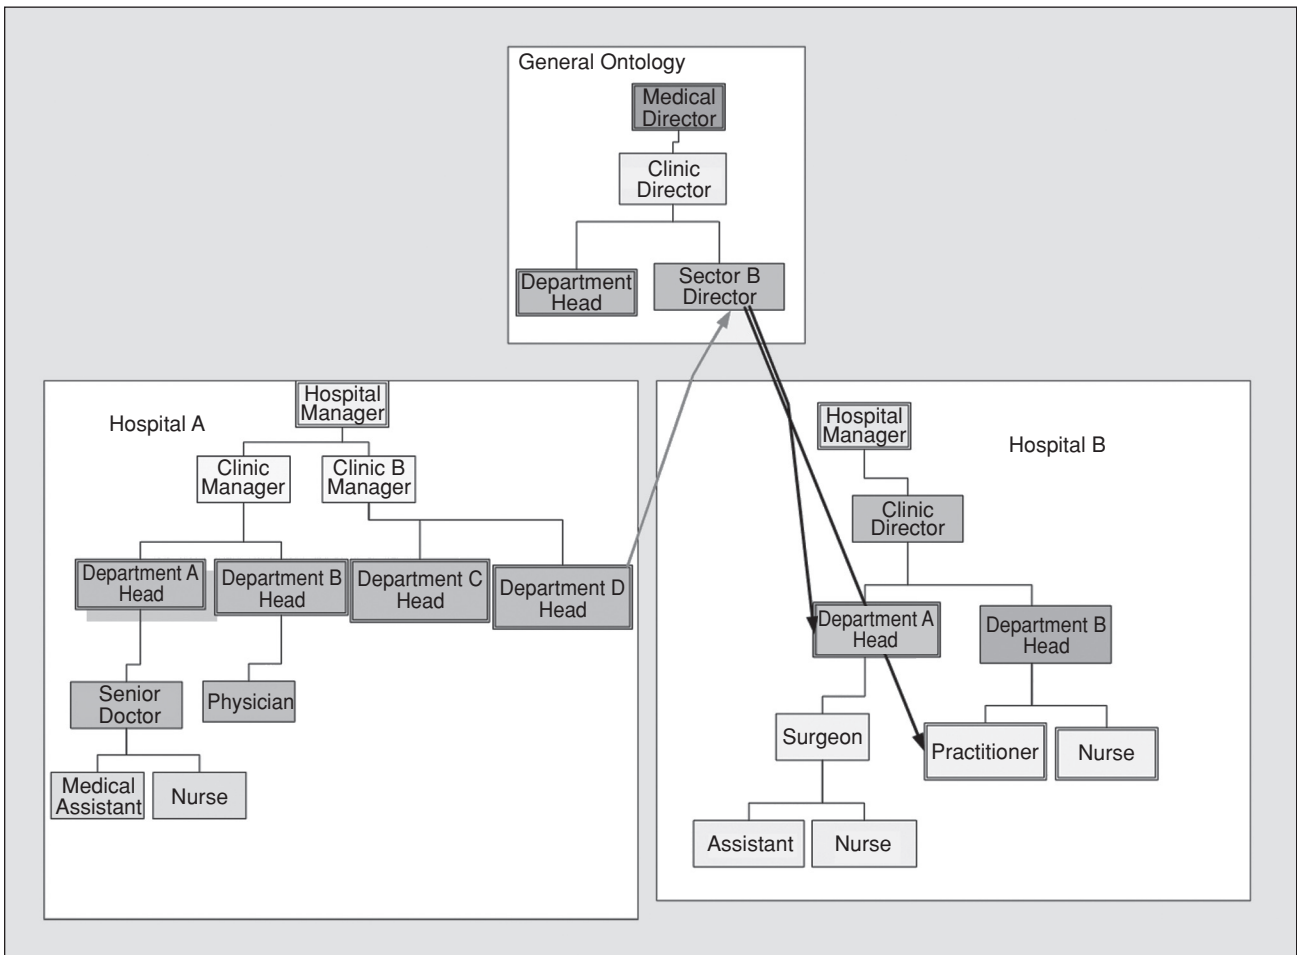 General Ontology
Medical
Director
Clinic
Director
Department
Head
Sector B
Director
Hospital A
Hospital
Manager
Clinic
Manager
Clinic B
Manager
Department A
Head
Department B
Head
Department C
Head
Department D
Head
Senior
Doctor
Physician
Medical
Assistant
Nurse
Hospital B
Hospital
Manager
Clinic
Director
Department A
Head
Department B
Head
Surgeon
Practitioner
Nurse
Assistant
Nurse